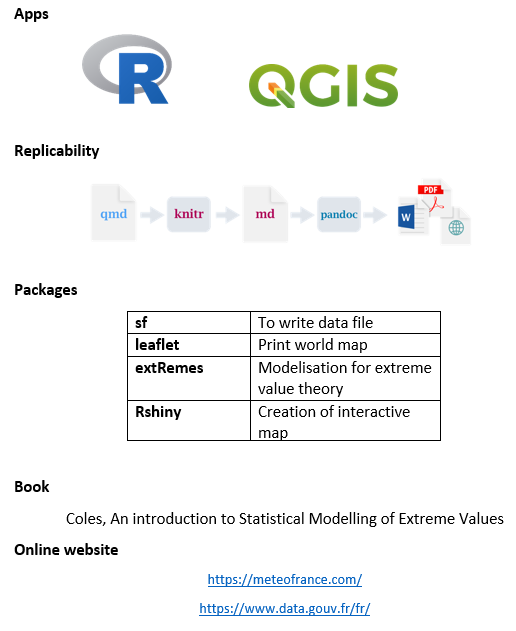 Apps
R
QGIS
Replicability
qmd
knitr
md
pandoc
W
PDF
Packages
sf To write data file
leaflet Print world map
extRemes Modelisation for extreme
value theory
Rshiny Creation of interactive
map
Book
Coles, An introduction to Statistical Modelling of Extreme Values
Online website
https://meteofrance.com/
https://www.data.gouv.fr/fr/